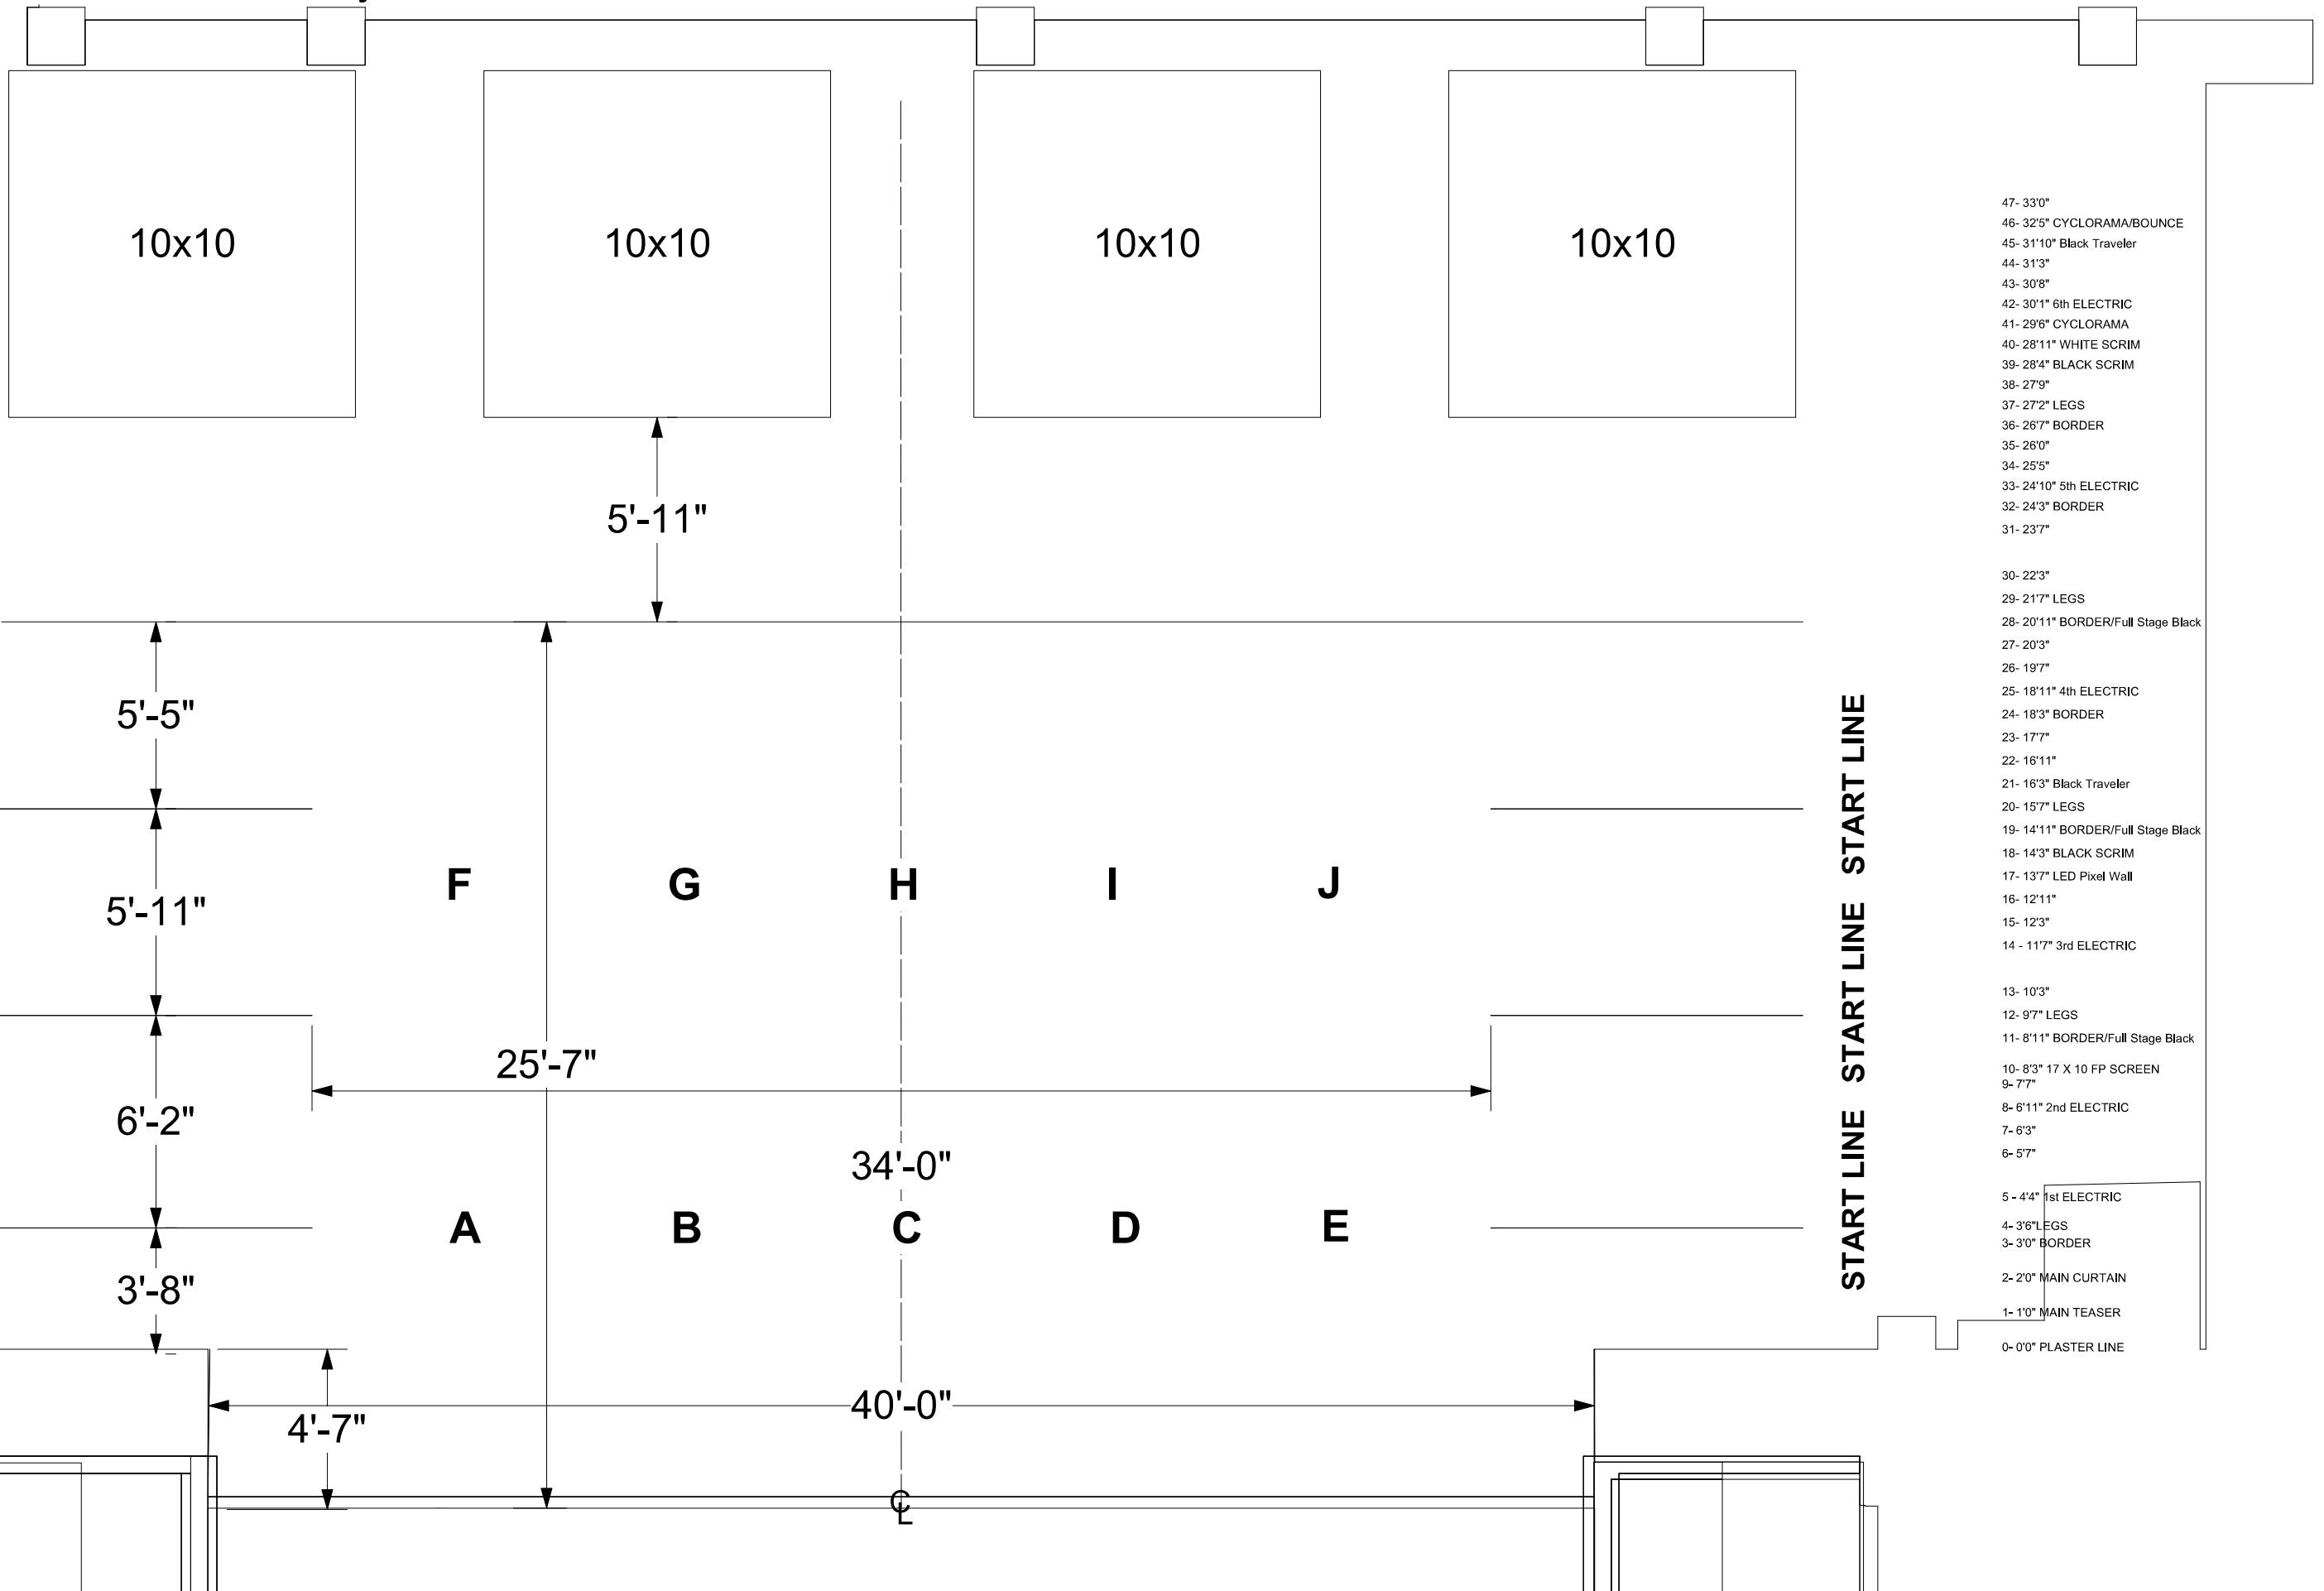 10x10
10x10
10x10
10x10
47- 33'0"
46- 32'5" CYCLORAMA/BOUNCE
45- 31'10" Black Traveler
44- 31'3"
43- 30'8"
42- 30'1" 6th ELECTRIC
41- 29'6" CYCLORAMA
40- 28'11" WHITE SCRIM
39- 28'4" BLACK SCRIM
38- 27'9"
37- 27'2" LEGS
36- 26'7" BORDER
35- 26'0"
34- 25'5"
33- 24'10" 5th ELECTRIC
32- 24'3" BORDER
31- 23'7"
30- 22'3"
29- 21'7" LEGS
28- 20'11" BORDER/Full Stage Black
27- 20'3"
26- 19'7"
25- 18'11" 4th ELECTRIC
24- 18'3" BORDER
23- 17'7"
22- 16'11"
21- 16'3" Black Traveler
20- 15'7" LEGS
19- 14'11" BORDER/Full Stage Black
18- 14'3" BLACK SCRIM
17- 13'7" LED Pixel Wall
16- 12'11"
15- 12'3"
14 - 11'7" 3rd ELECTRIC
13- 10'3"
12- 9'7" LEGS
11- 8'11" BORDER/Full Stage Black
10- 8'3" 17 X 10 FP SCREEN
9- 7'7"
8- 6'11" 2nd ELECTRIC
7- 6'3"
6- 5'7"
5 - 4'4" 1st ELECTRIC
4- 3'6"LEGS
3- 3'0" BORDER
2- 2'0" MAIN CURTAIN
1- 1'0" MAIN TEASER
0- 0'0" PLASTER LINE
5'-11"
5'-5"
START LINE START LINE START LINE
F G H I J
5'-11"
25'-7"
6'-2"
34'-0"
A B C D E
3'-8"
40'-0"
4'-7"
CL